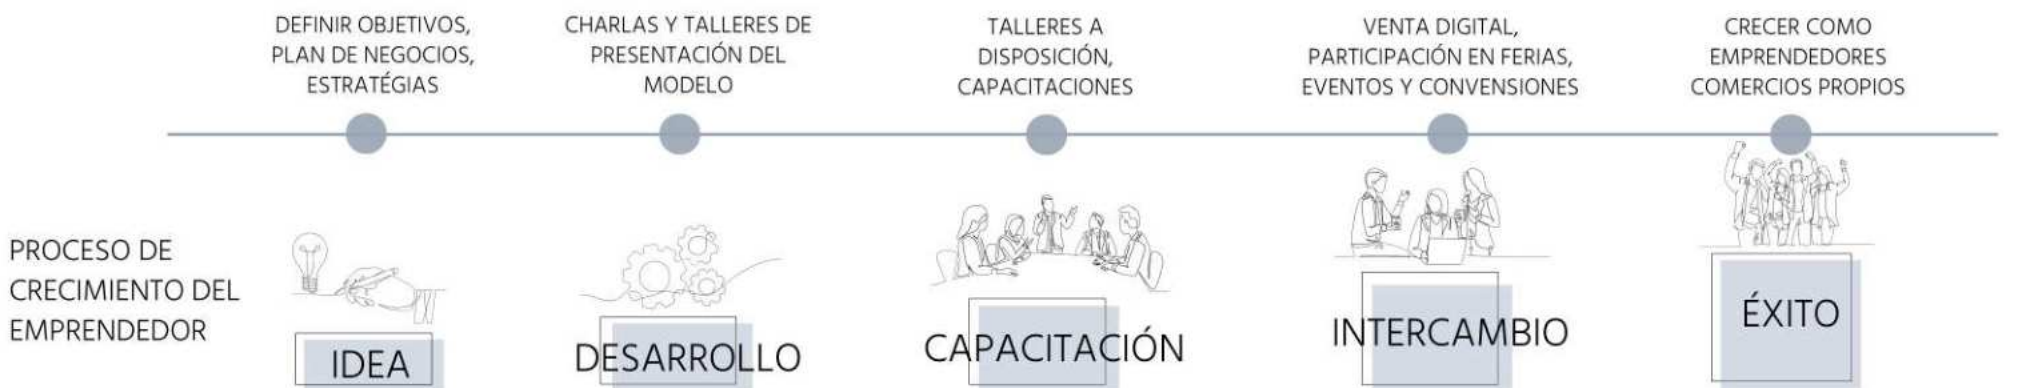 DEFINIR OBJETIVOS,
PLAN DE NEGOCIOS,
ESTRATÉGIAS
CHARLAS Y TALLERES DE
PRESENTACIÓN DEL
MODELO
TALLERES A
DISPOSICIÓN,
CAPACITACIONES
VENTA DIGITAL,
PARTICIPACIÓN EN FERIAS,
EVENTOS Y CONVENSIONES
CRECER COMO
EMPRENDEDORES
COMERCIOS PROPIOS
PROCESO DE
CRECIMIENTO DEL
EMPRENDEDOR
IDEA
DESARROLLO
CAPACITACIÓN
INTERCAMBIO
ÉXITO